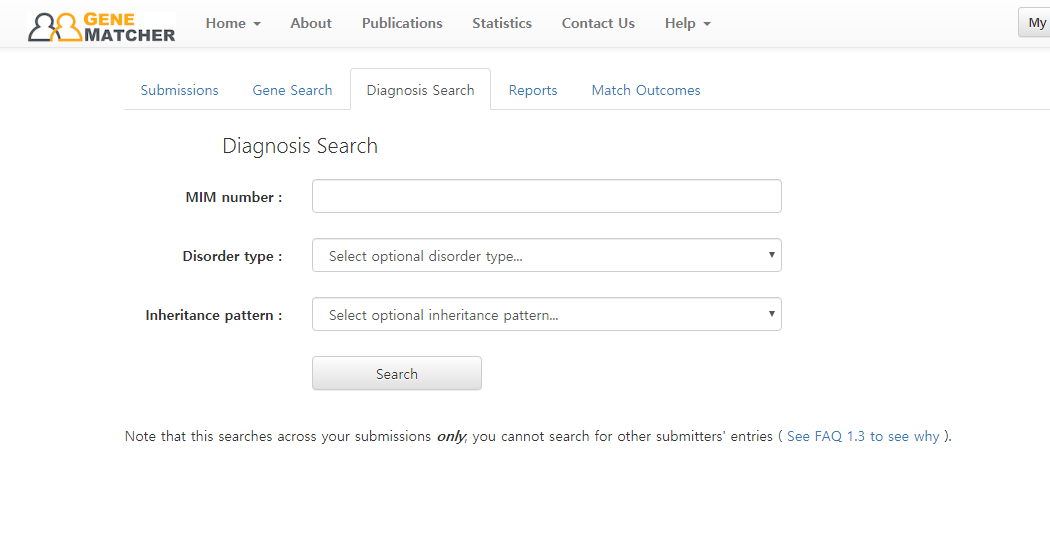 GENE
MATCHER
Home About Publications Statistics Contact Us Help My
Submissions Gene Search Diagnosis Search Reports Match Outcomes
Diagnosis Search
MIM number :
Disorder type : Select optional disorder type...
Inheritance pattern : Select optional inheritance pattern...
Search
Note that this searches across your submissions only, you cannot search for other submitters' entries ( See FAQ 1.3 to see why ).